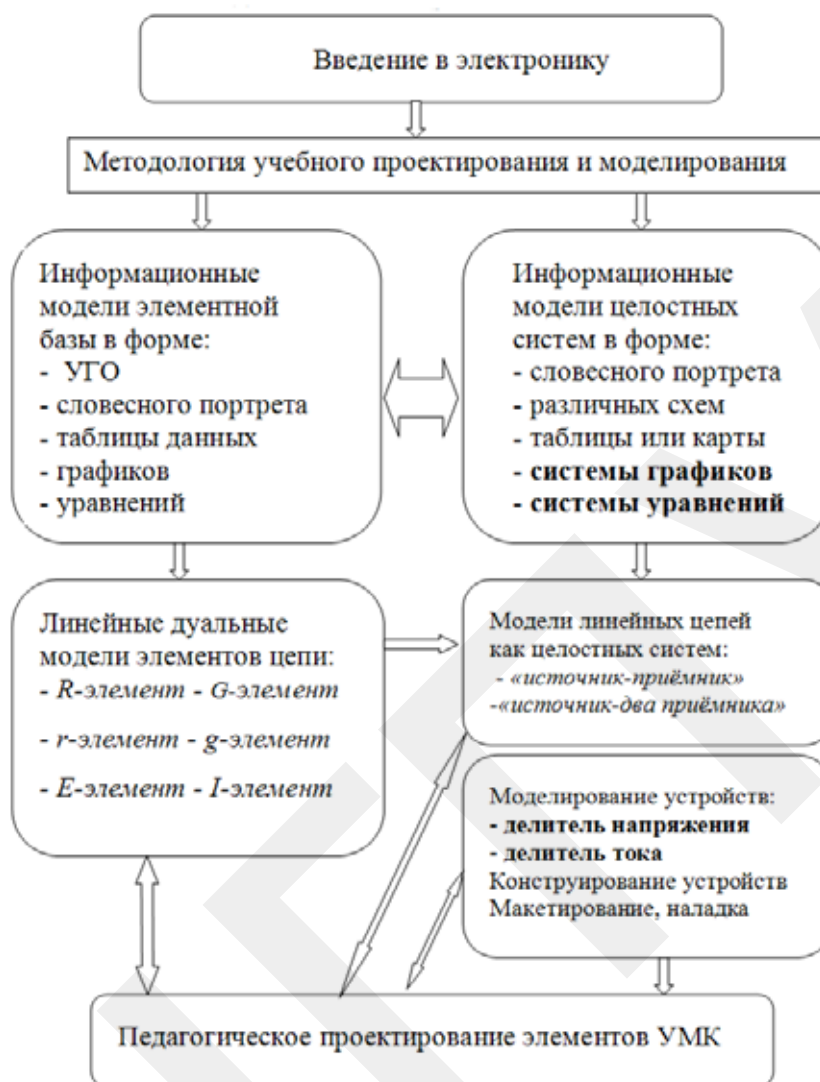 Введение в электронику
Методология учебного проектирования и моделирования
Информационные
модели элементной
базы в форме:
- УГО
- словесного портрета
- таблицы данных
- графиков
- уравнений
Информационные
модели целостных
систем в форме:
- словесного портрета
- различных схем
- таблицы или карты
- системы графиков
- системы уравнений
Линейные дуальные
модели элементов цепи:
- R-элемент - G-элемент
- r-элемент - g-элемент
- E-элемент - I-элемент
Модели линейных цепей
как целостных систем:
- «источник-приёмник»
-«источник-два приёмника»
Моделирование устройств:
- делитель напряжения
- делитель тока
Конструирование устройств
Макетирование, наладка
Педагогическое проектирование элементов УМК